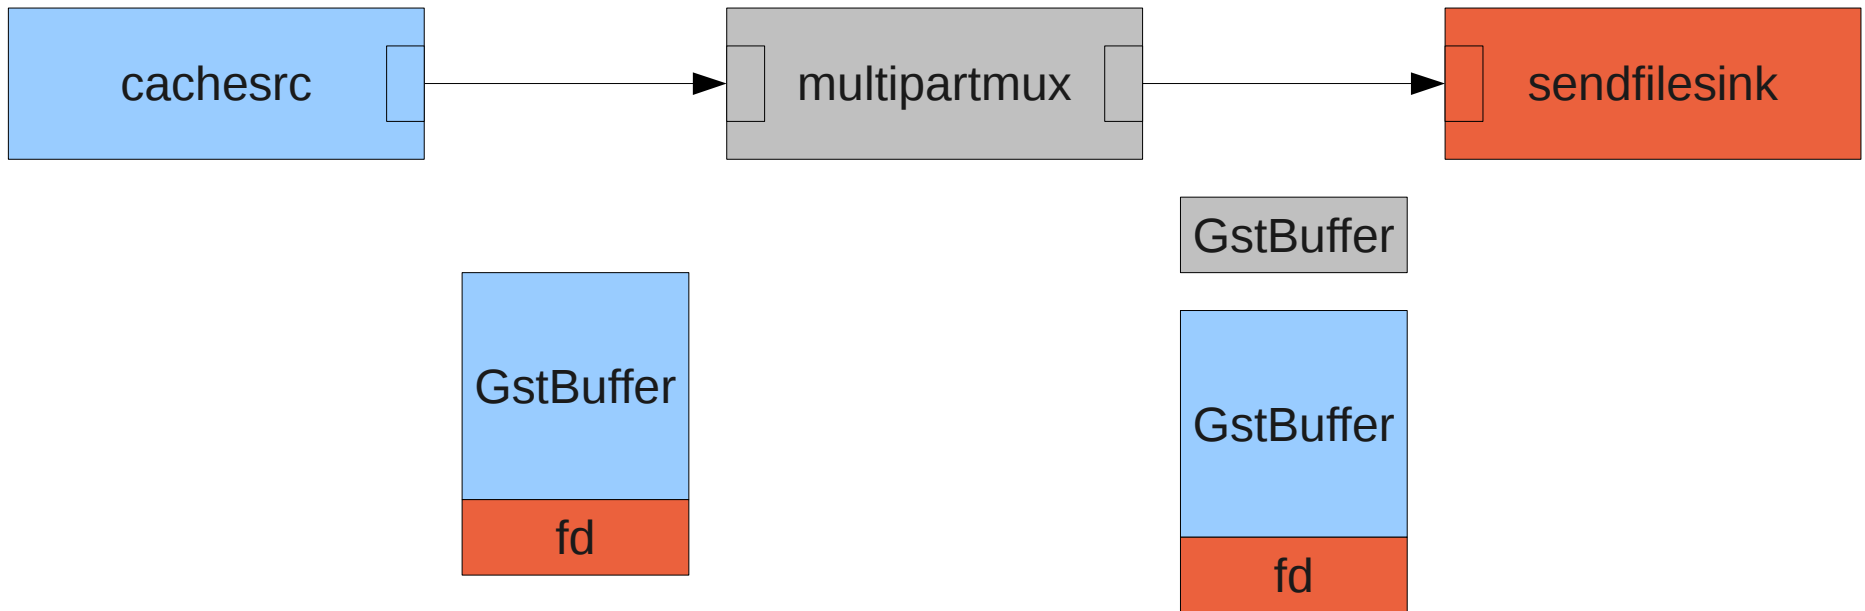 cachesrc
multipartmux
sendfilesink
GstBuffer
GstBuffer
GstBuffer
fd
fd